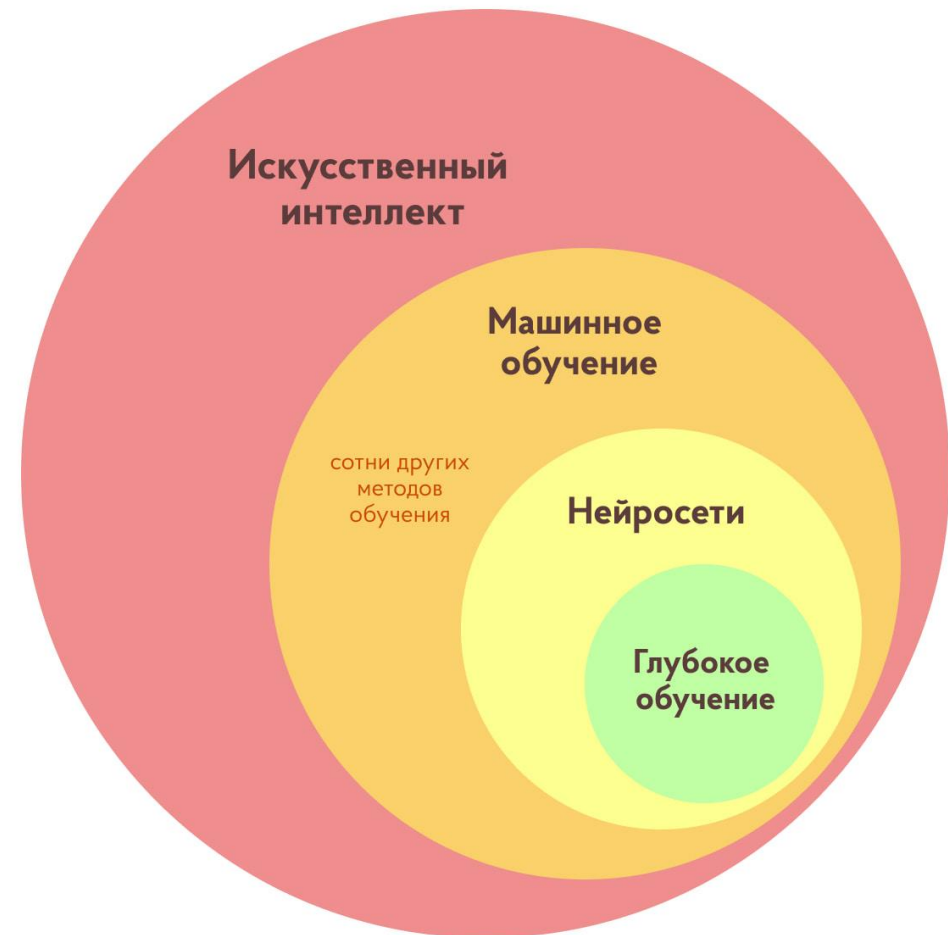 Искусственный
интеллект
Машинное
обучение
сотни других
методов
обучения
Нейросети
Глубокое
обучение